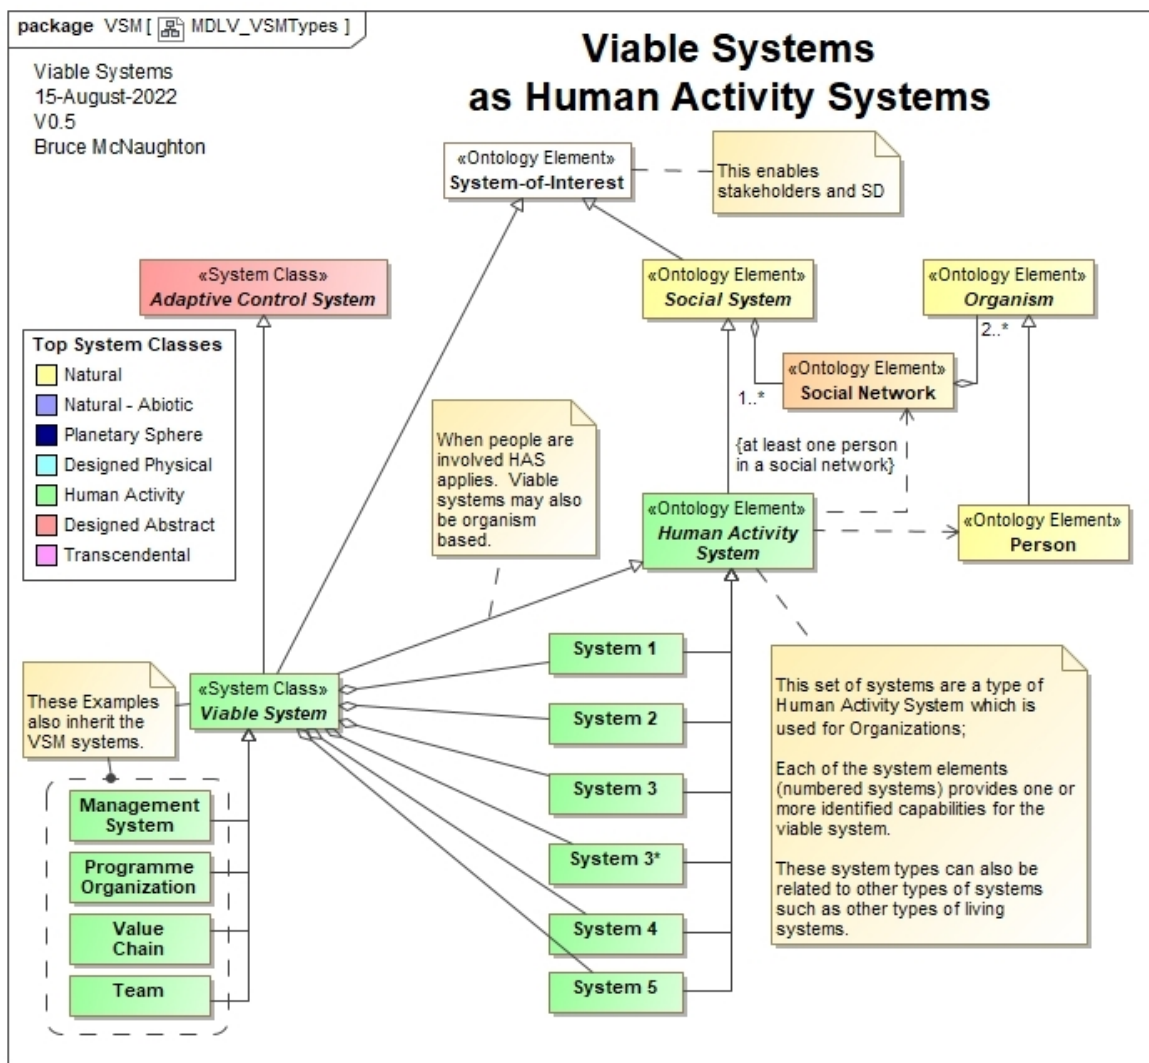 package VSM [ MDLV_VSMTypes ]
Viable Systems
as Human Activity Systems
Viable Systems
15-August-2022
V0.5
Bruce McNaughton
«Ontology Element»
System-of-Interest
This enables
stakeholders and SD
«System Class»
Adaptive Control System
«Ontology Element»
Social System
«Ontology Element»
Organism
2..*
Top System Classes
Natural
Natural - Abiotic
Planetary Sphere
Designed Physical
Human Activity
Designed Abstract
Transcendental
«Ontology Element»
Social Network
1..*
{at least one person
in a social network}
When people are
involved HAS
applies. Viable
systems may also
be organism
based.
«Ontology Element»
Human Activity
System
«Ontology Element»
Person
These Examples
also inherit the
VSM systems.
«System Class»
Viable System
System 1
System 2
System 3
System 3*
System 4
System 5
This set of systems are a type of
Human Activity System which is
used for Organizations;
Each of the system elements
(numbered systems) provides one or
more identified capabilities for the
viable system.
These system types can also be
related to other types of systems
such as other types of living
systems.
Management
System
Programme
Organization
Value
Chain
Team